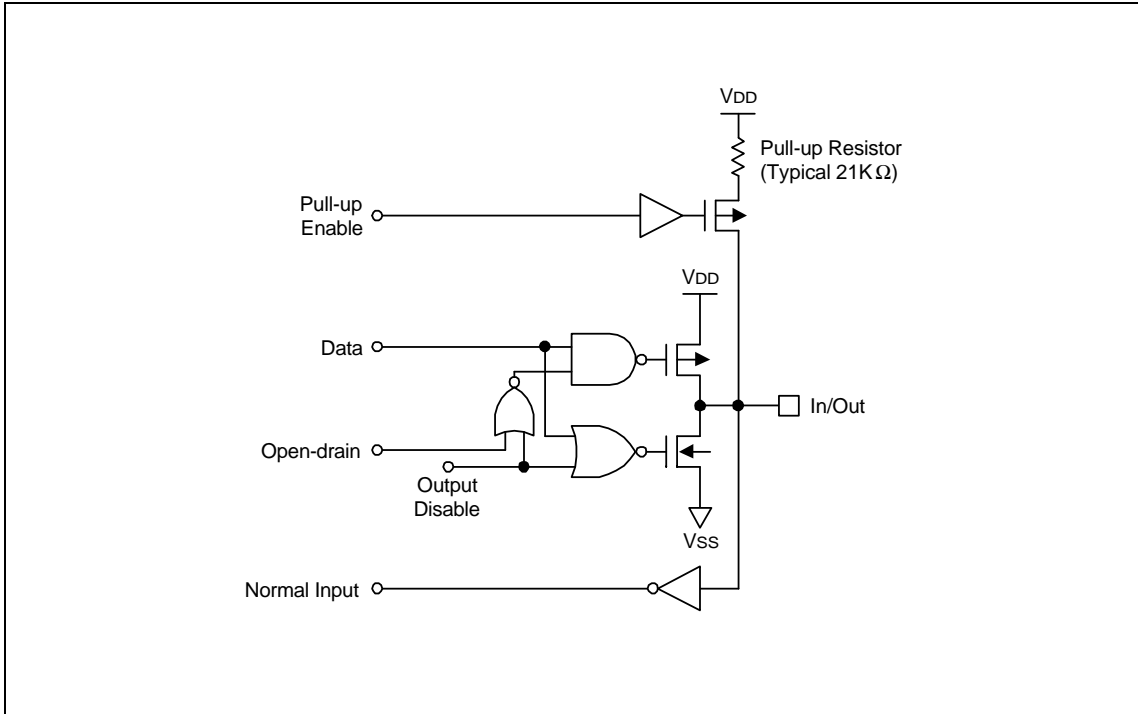 VDD
Pull-up Resistor
(Typical 21KΩ)
Pull-up
Enable
VDD
Data
In/Out
Open-drain
Output
Disable
VSS
Normal Input